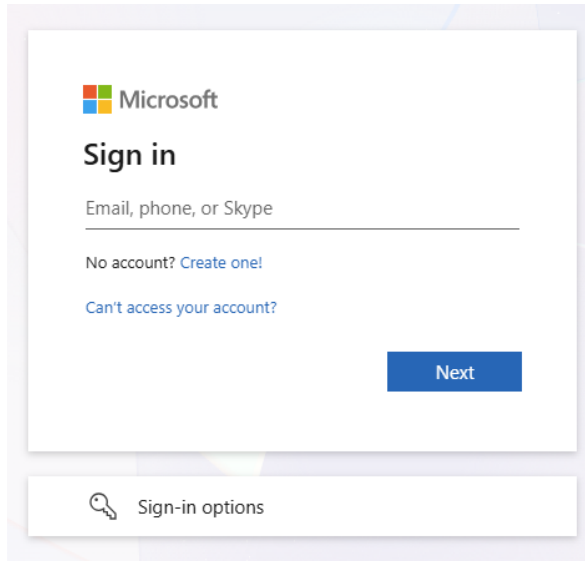 Microsoft
Sign in
Email, phone, or Skype
No account? Create one!
Can't access your account?
Next
Sign-in options